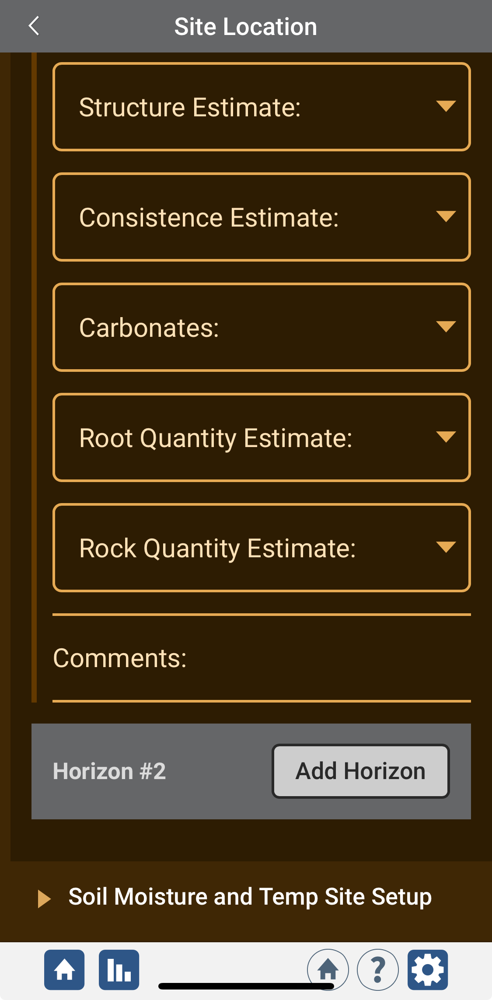 Site Location
Structure Estimate:
Consistence Estimate:
Carbonates:
Root Quantity Estimate:
Rock Quantity Estimate:
Comments:
Horizon #2
Add Horizon
Soil Moisture and Temp Site Setup
?